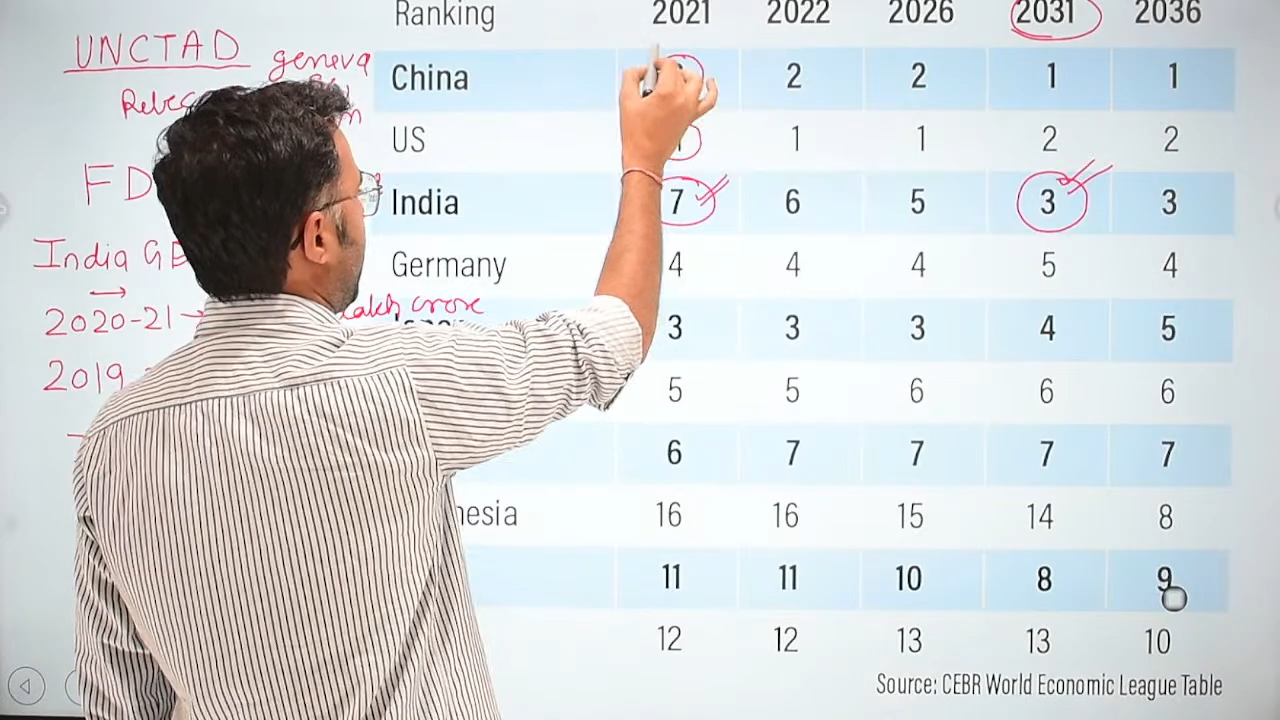 Ranking 2021 2022 2026 2031 2036
UNCTAD geneva
China 2 2 1 1
US 1 1 2 2
FD
India 7 6 5 3 3
India G
Germany 4 4 4 5 4
2020-21 lakh crore
3 3 3 4 5
2019
5 5 6 6 6
6 7 7 7 7
nesia 16 16 15 14 8
11 11 10 8 9
12 12 13 13 10
Source: CEBR World Economic League Table